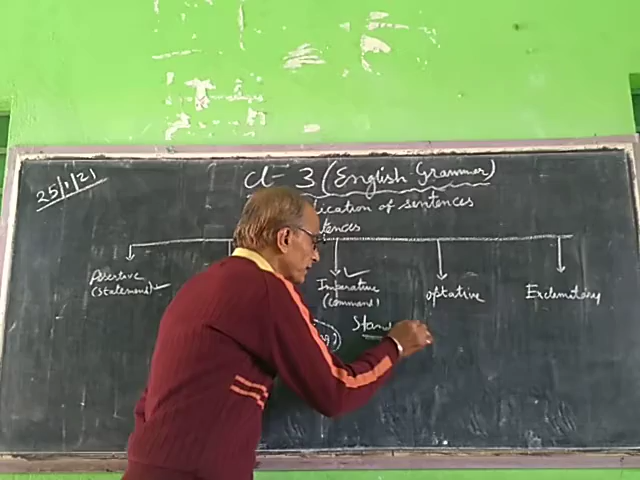 25/1/21
Cl- 3 (English Grammar)
ication of sentences
tences
Assertive
(Statement)
Imperative
(Command)
optative
Exclamatory
Stand